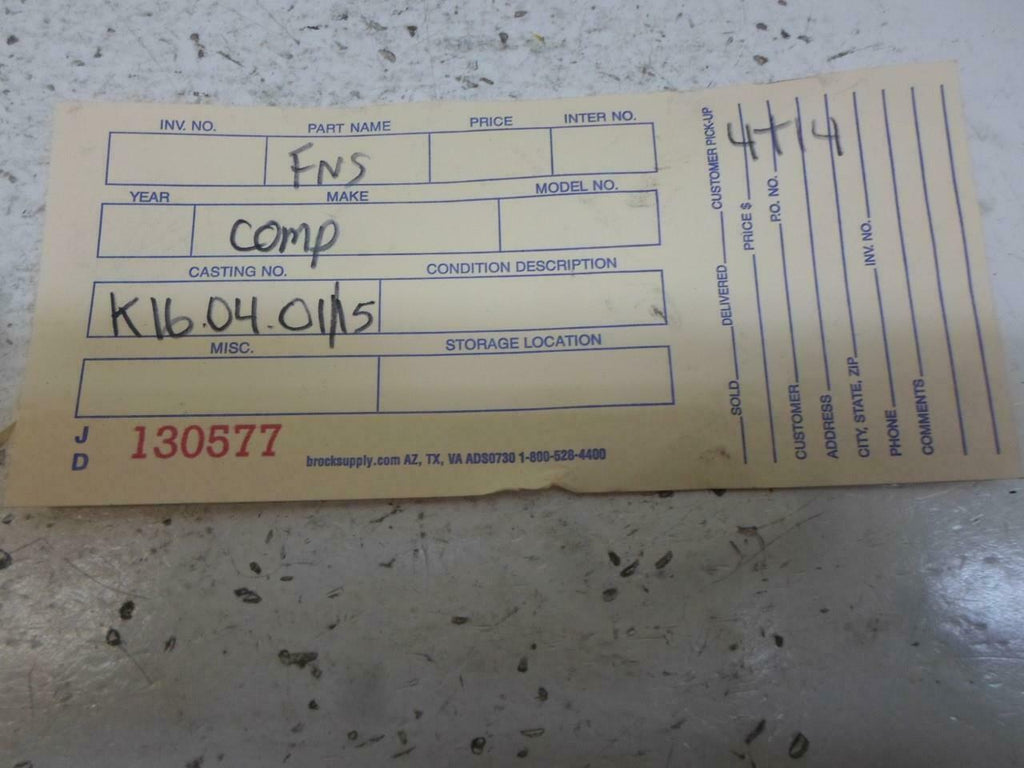 INV. NO. PART NAME PRICE INTER NO.
FNS
YEAR MAKE MODEL NO.
comp
CASTING NO. CONDITION DESCRIPTION
K16.04.01/15
MISC. STORAGE LOCATION
J
D
130577
brocksupply.com AZ, TX, VA ADS0730 1-800-528-4400
SOLD DELIVERED CUSTOMER PICK-UP
PRICE $
P.O. NO.
CUSTOMER
ADDRESS
CITY, STATE, ZIP
INV. NO.
PHONE
COMMENTS